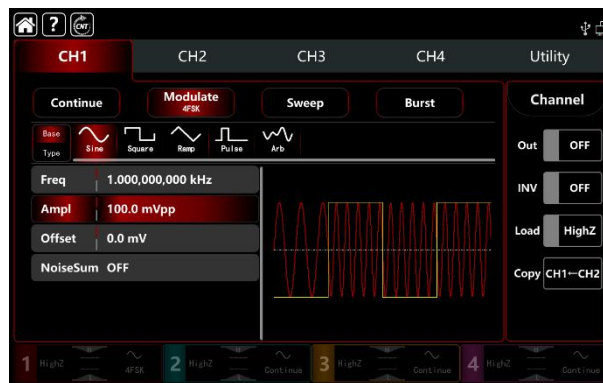 ? CNT
CH1 CH2 CH3 CH4 Utility
Continue Modulate Sweep Burst Channel
4FSK
Base
Type Sine Square Ramp Pulse Arb
Out OFF
Freq 1.000,000,000 kHz
INV OFF
Ampl 100.0 mVpp
Load HighZ
Offset 0.0 mV
NoiseSum OFF
Copy CH1←CH2
1 HighZ 4FSK 2 HighZ Continue 3 HighZ Continue 4 HighZ Continue